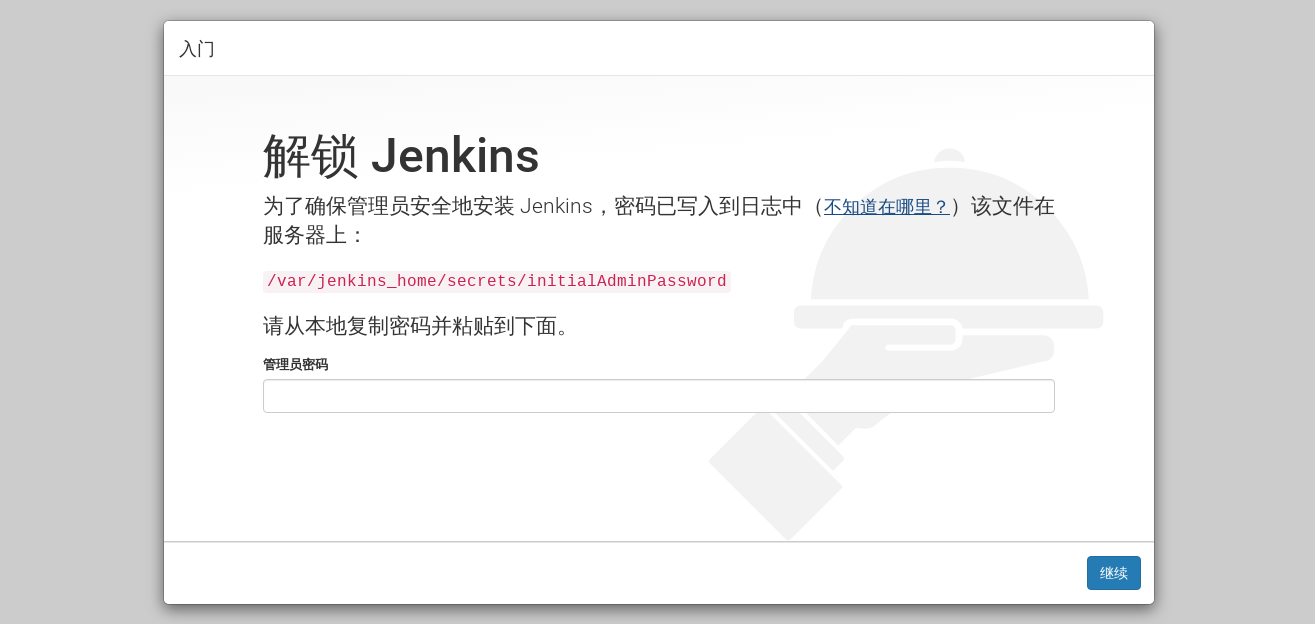 入门
解锁 Jenkins
为了确保管理员安全地安装 Jenkins，密码已写入到日志中（不知道在哪里？）该文件在
服务器上：
/var/jenkins_home/secrets/initialAdminPassword
请从本地复制密码并粘贴到下面。
管理员密码
继续